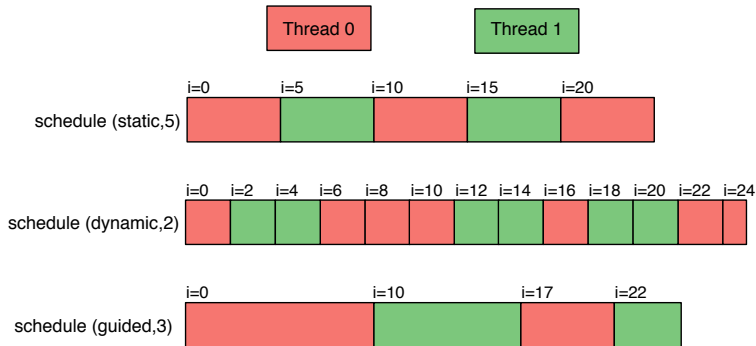 Thread 0 Thread 1
i=0 i=5 i=10 i=15 i=20
schedule (static,5)
i=0 i=2 i=4 i=6 i=8 i=10 i=12 i=14 i=16 i=18 i=20 i=22 i=24
schedule (dynamic,2)
i=0 i=10 i=17 i=22
schedule (guided,3)